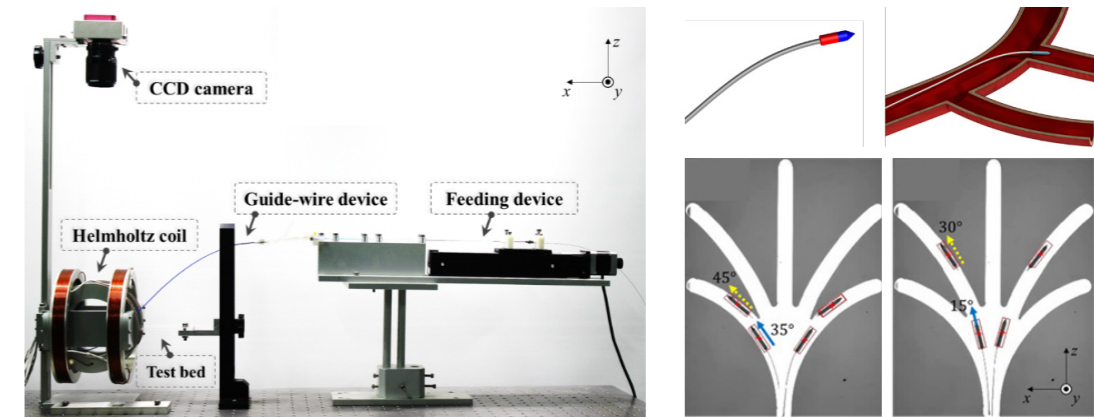 CCD camera
z
x
y
Guide-wire device
Feeding device
Helmholtz coil
Test bed
45°
35°
30°
15°
z
x
y